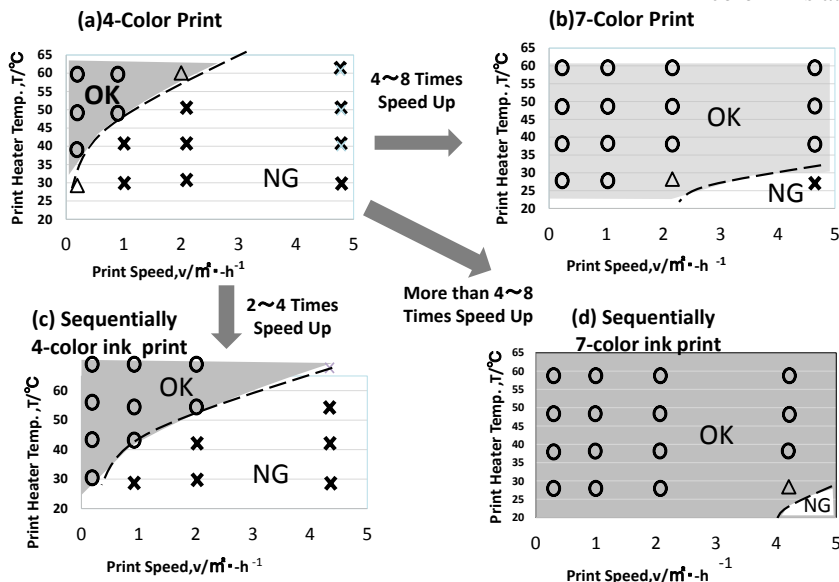 (a)4-Color Print
Print Heater Temp. ,T/℃
65
60
55
50
45
40
35
30
25
20
OK
NG
0 1 2 3 4 5
Print Speed,v/㎡・-h⁻¹
4～8 Times
Speed Up
(b)7-Color Print
Print Heater Temp. ,T/℃
65
60
55
50
45
40
35
30
25
20
OK
NG
0 1 2 3 4 5
Print Speed,v/㎡・-h⁻¹
2～4 Times
Speed Up
More than 4～8
Times Speed Up
(c) Sequentially
4-color ink print
Print Heater Temp. ,T/℃
60
50
40
30
20
OK
NG
0 1 2 3 4 5
Print Speed,v/㎡・-h⁻¹
(d) Sequentially
7-color ink print
Print Heater Temp. ,T/℃
65
60
55
50
45
40
35
30
25
20
OK
NG
0 1 2 3 4 5
Print Speed,v/㎡・-h⁻¹